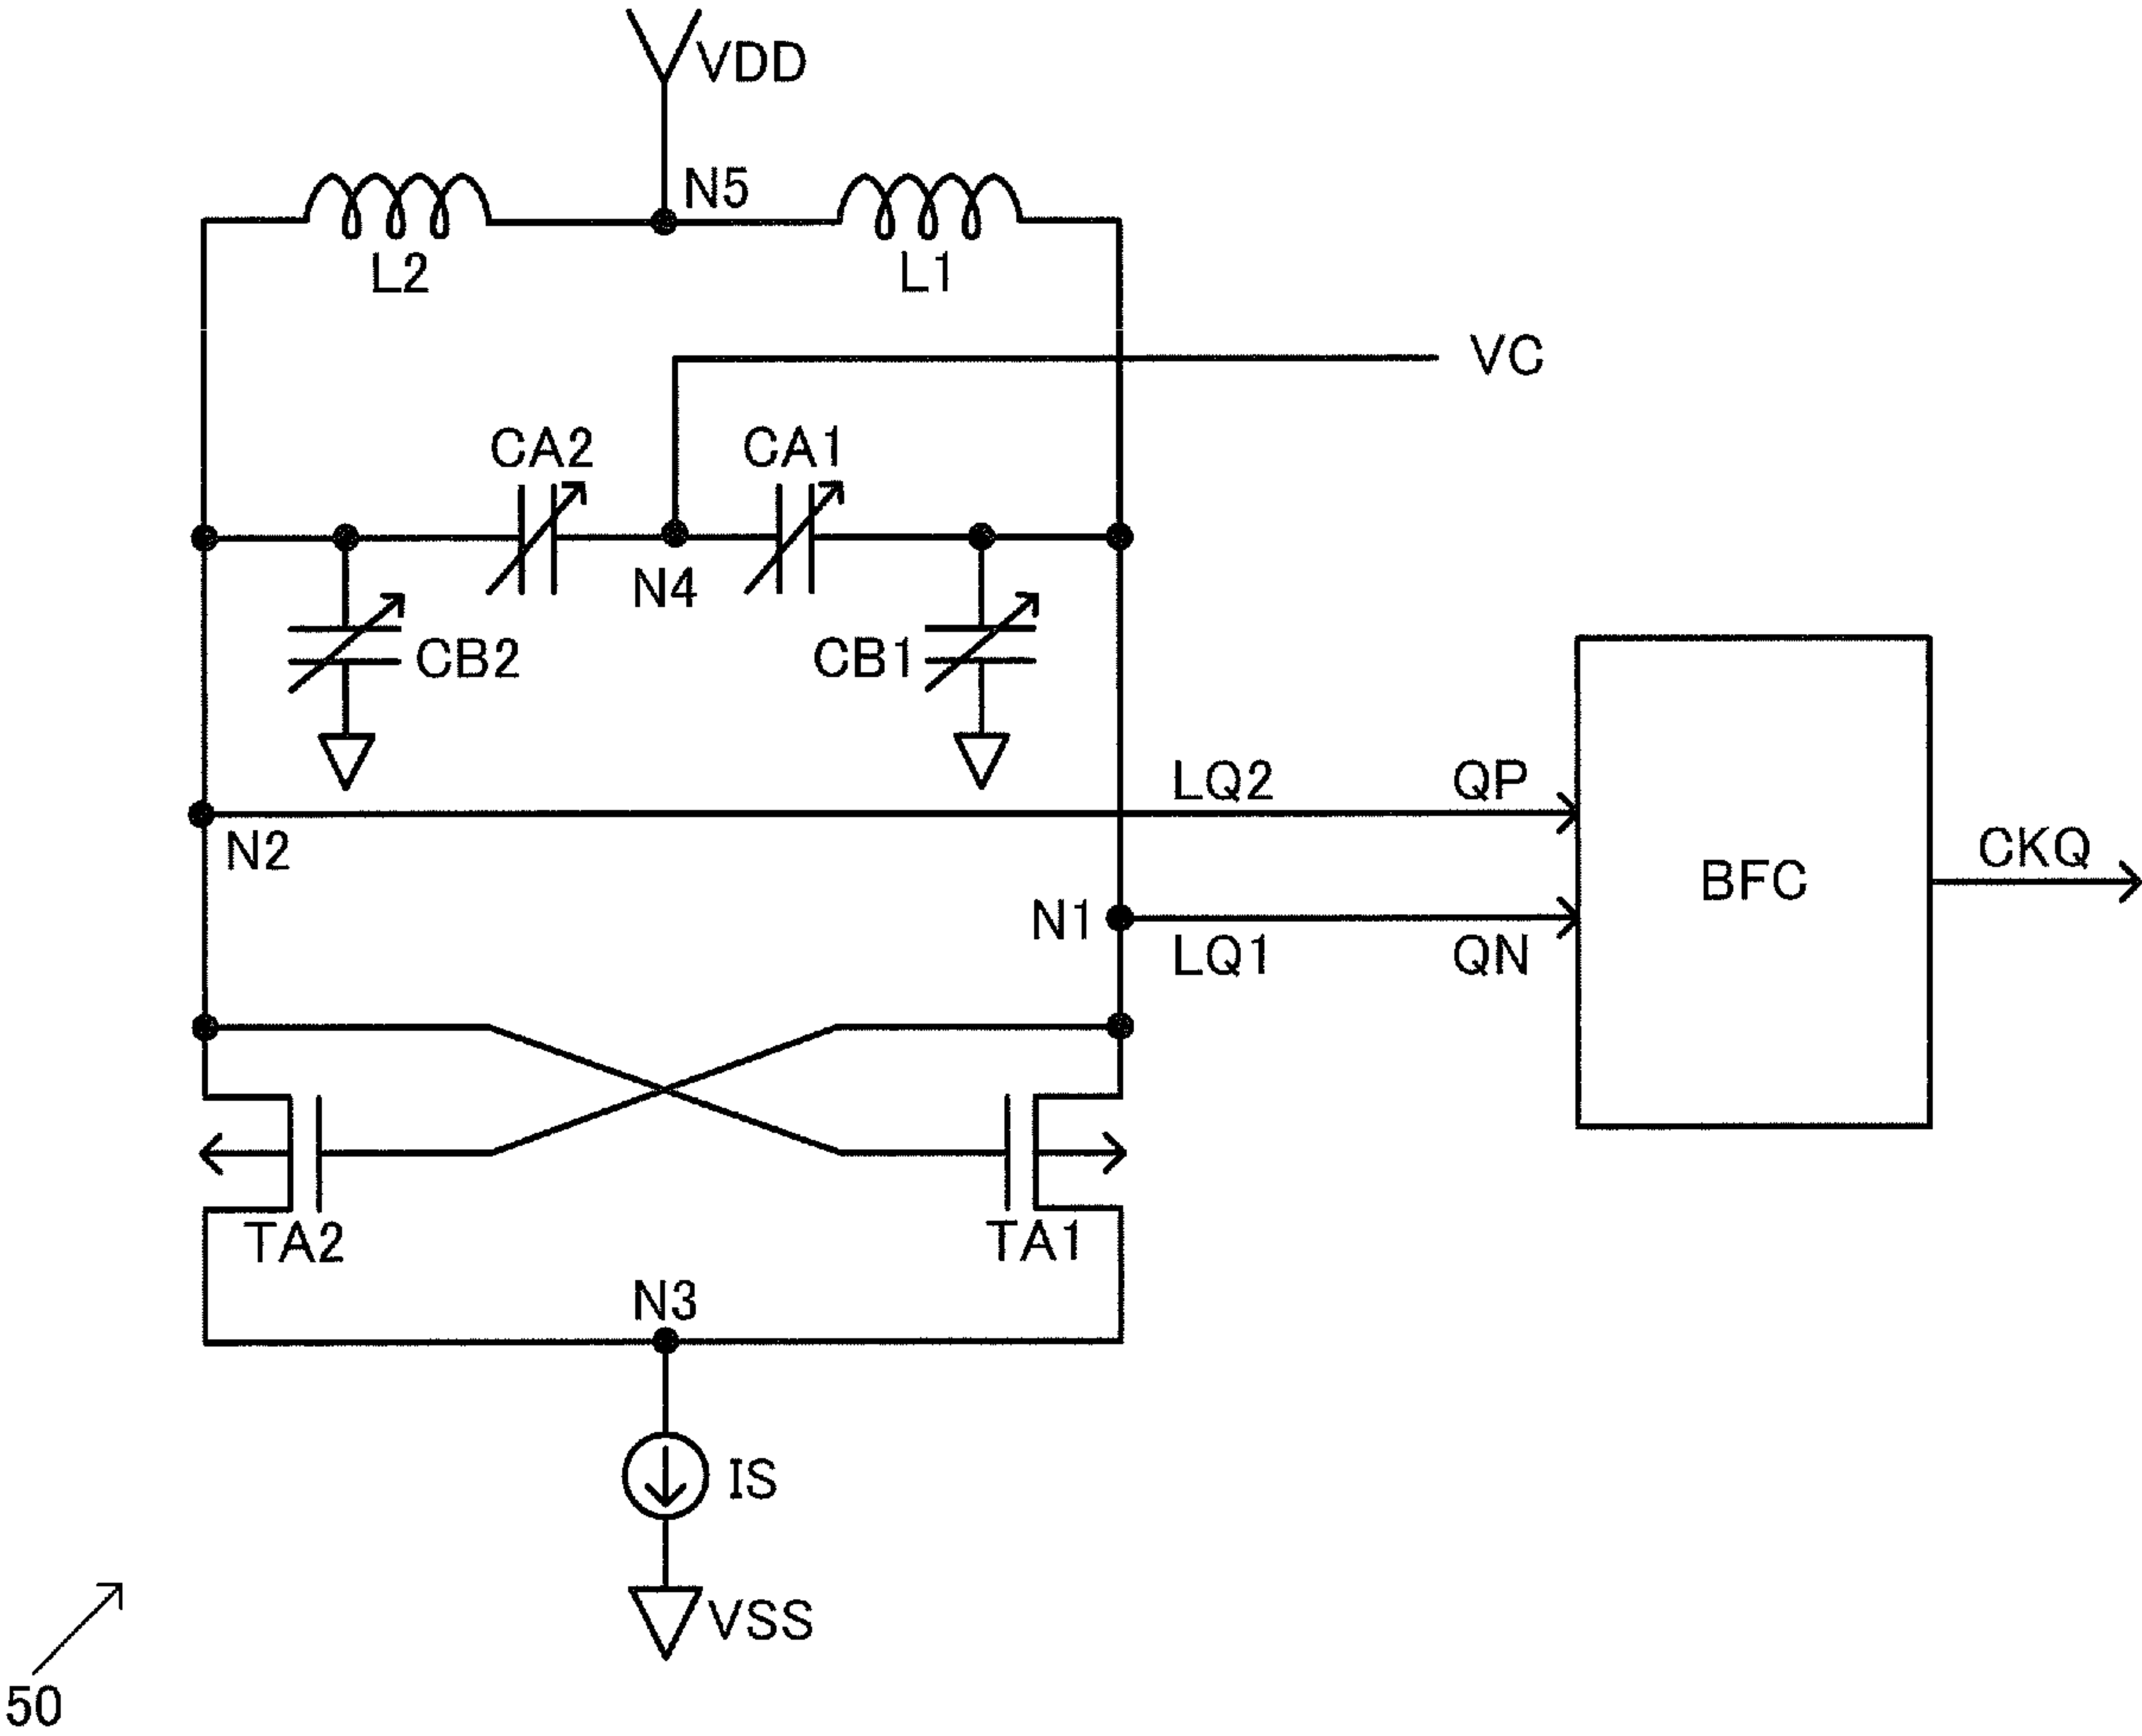 VDD
N5
L2
L1
VC
CA2
CA1
N4
CB2
CB1
LQ2
QP
N2
CKQ
BFC
N1
LQ1
QN
TA2
TA1
N3
IS
VSS
50